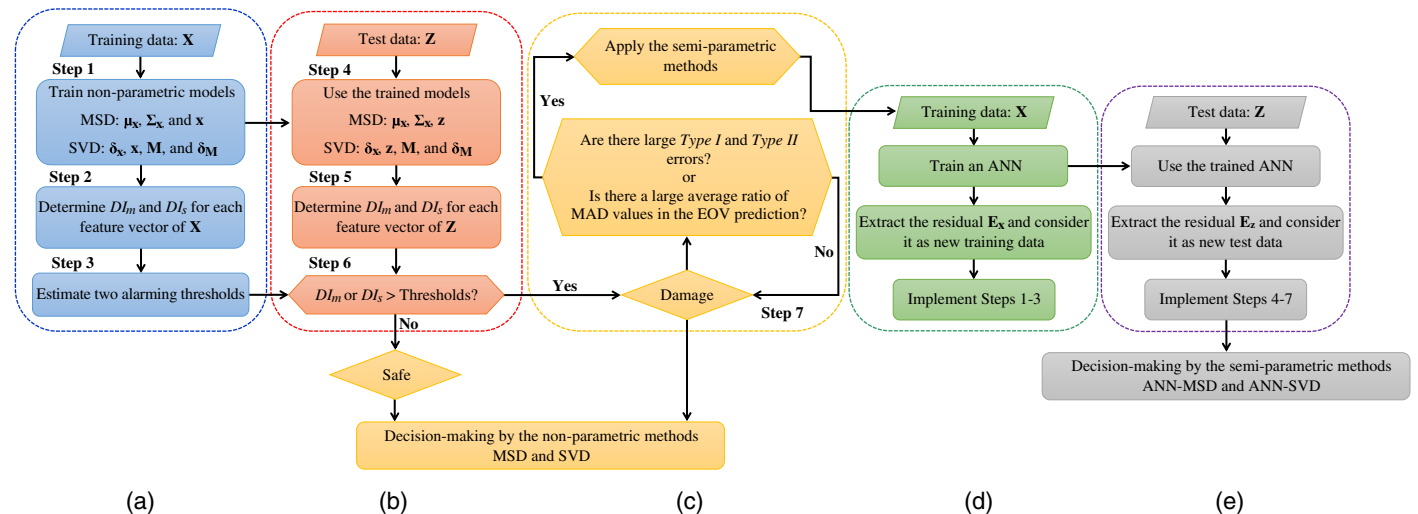 Training data: X
Step 1
Train non-parametric models
MSD: μx, Σx, and x
SVD: δx, x, M, and δM
Step 2
Determine DIm and DIs for each
feature vector of X
Step 3
Estimate two alarming thresholds
(a)
Test data: Z
Step 4
Use the trained models
MSD: μx, Σx, z
SVD: δx, z, M, and δM
Step 5
Determine DIm and DIs for each
feature vector of Z
Step 6
DIm or DIs > Thresholds?
Yes
No
Safe
(b)
Apply the semi-parametric
methods
Yes
Are there large Type I and Type II
errors?
or
Is there a large average ratio of
MAD values in the EOV prediction?
No
Damage
Step 7
Decision-making by the non-parametric methods
MSD and SVD
(c)
Training data: X
Train an ANN
Extract the residual Ex and consider
it as new training data
Implement Steps 1-3
(d)
Test data: Z
Use the trained ANN
Extract the residual Ez and consider
it as new test data
Implement Steps 4-7
Decision-making by the semi-parametric methods
ANN-MSD and ANN-SVD
(e)